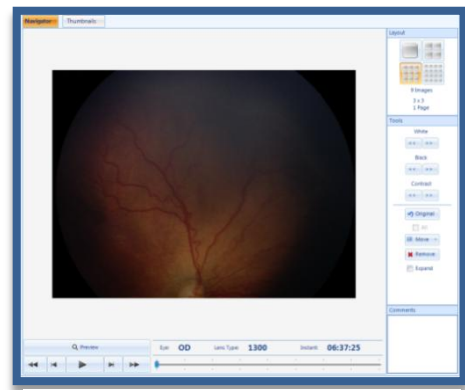 Navigator Thumbnails
Layout
9 Images
3 x 3
1 Page
Tools
White
Black
Contrast
Original
All
Move
Remove
Expand
Comments
Preview
Eye: OD Lens Type: 1300 Instant: 06:37:25